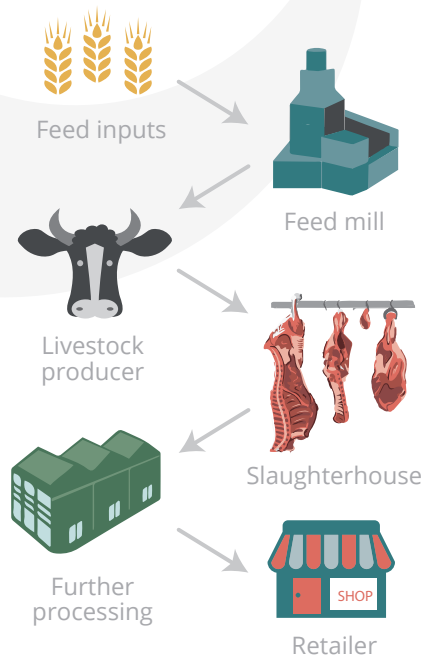 Feed inputs
Feed mill
Livestock
producer
Slaughterhouse
Further
processing
SHOP
Retailer